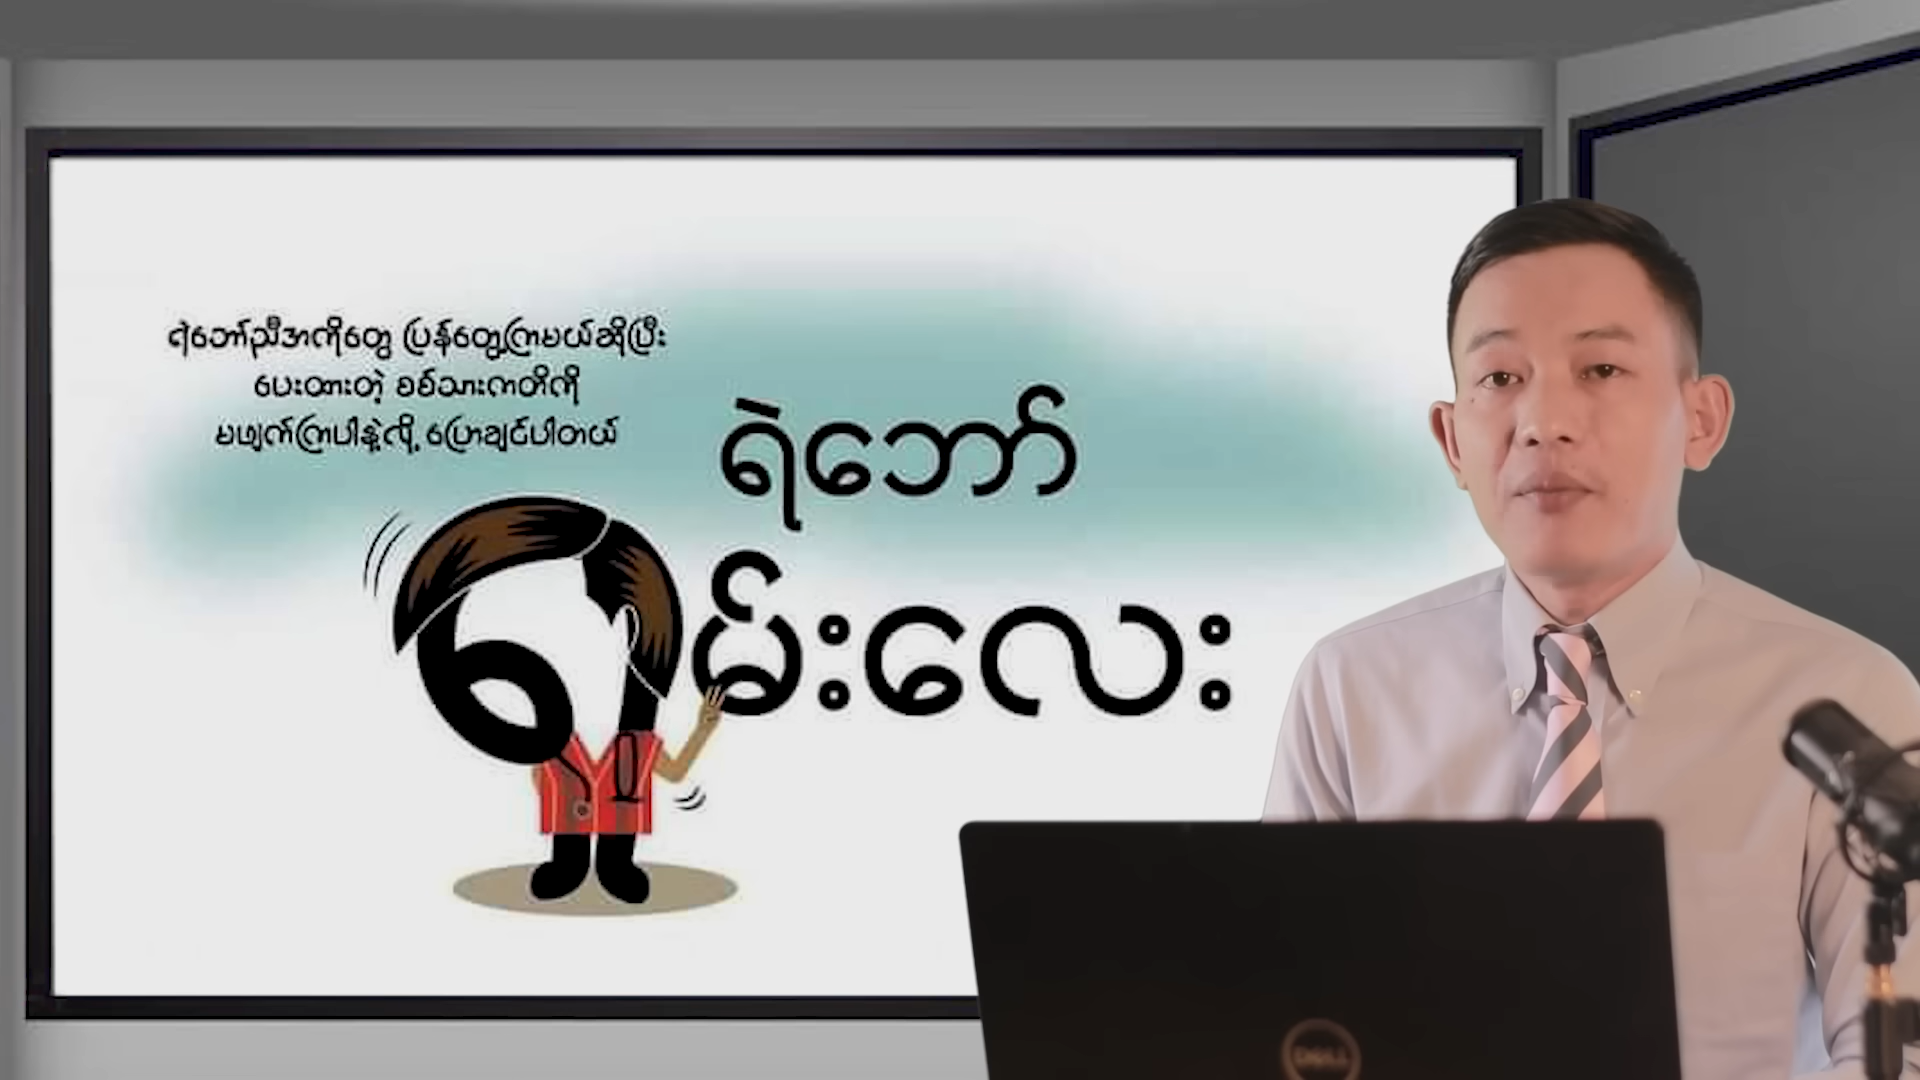 ရဲဘော်ညီအကိုတွေ ပြန်တွေ့ကြမယ်ဆိုပြီး
ပေးထားတဲ့ စစ်သားကတိကို
မဖျက်ကြပါနဲ့လို့ ပြောချင်ပါတယ်
ရဲဘော်
ရှမ်းလေး
DELL